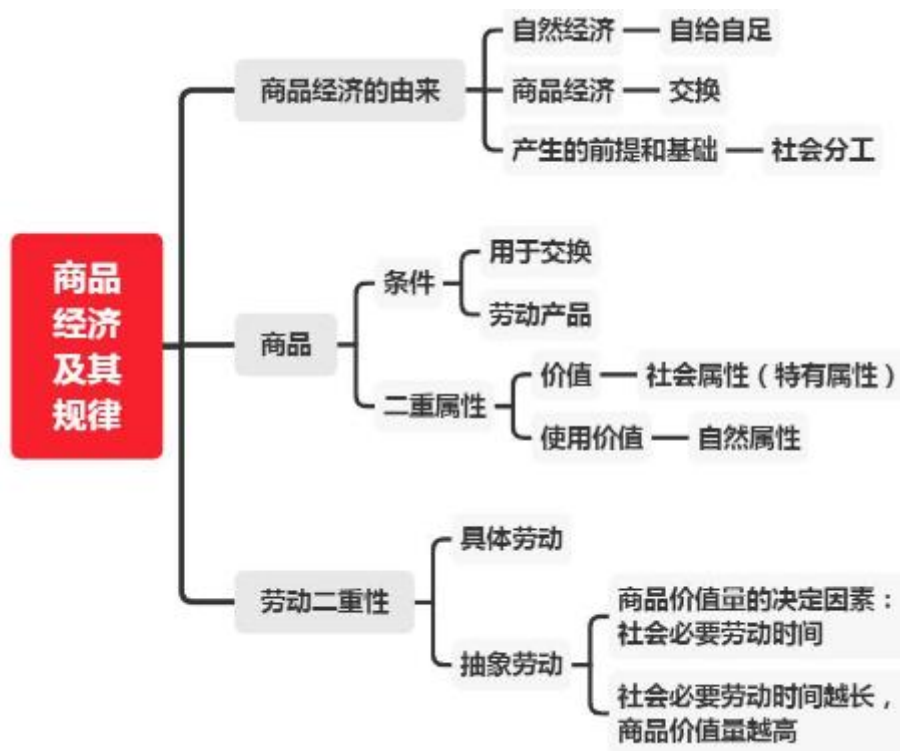 商品
经济
及其
规律
商品经济的由来
自然经济
自给自足
商品经济
交换
产生的前提和基础
社会分工
商品
条件
用于交换
劳动产品
二重属性
价值
社会属性（特有属性）
使用价值
自然属性
劳动二重性
具体劳动
抽象劳动
商品价值量的决定因素：
社会必要劳动时间
社会必要劳动时间越长，
商品价值量越高